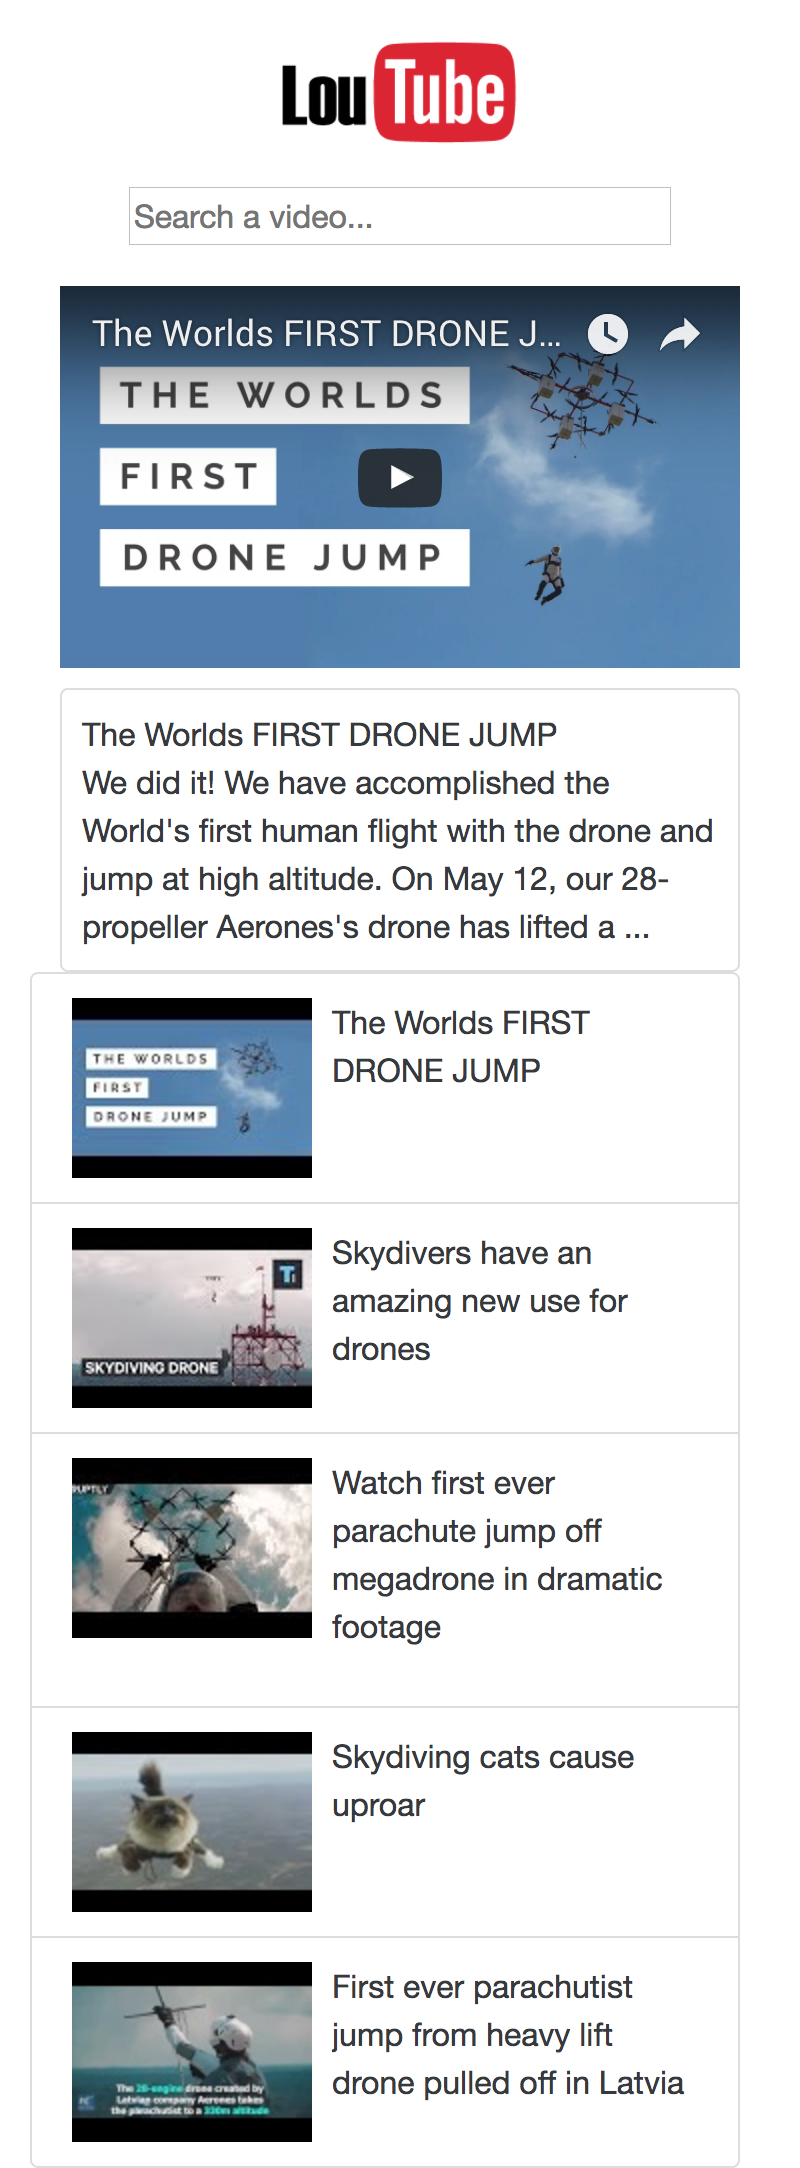 LouTube
Search a video...
The Worlds FIRST DRONE J...
THE WORLDS
FIRST
DRONE JUMP
The Worlds FIRST DRONE JUMP
We did it! We have accomplished the
World's first human flight with the drone and
jump at high altitude. On May 12, our 28-
propeller Aerones's drone has lifted a ...
THE WORLDS
FIRST
DRONE JUMP
The Worlds FIRST
DRONE JUMP
TI
SKYDIVING DRONE
Skydivers have an
amazing new use for
drones
RUPTLY
Watch first ever
parachute jump off
megadrone in dramatic
footage
Skydiving cats cause
uproar
The 28-engine drone created by
Latvian company Aerones takes
the parachutist to a 330m altitude
First ever parachutist
jump from heavy lift
drone pulled off in Latvia